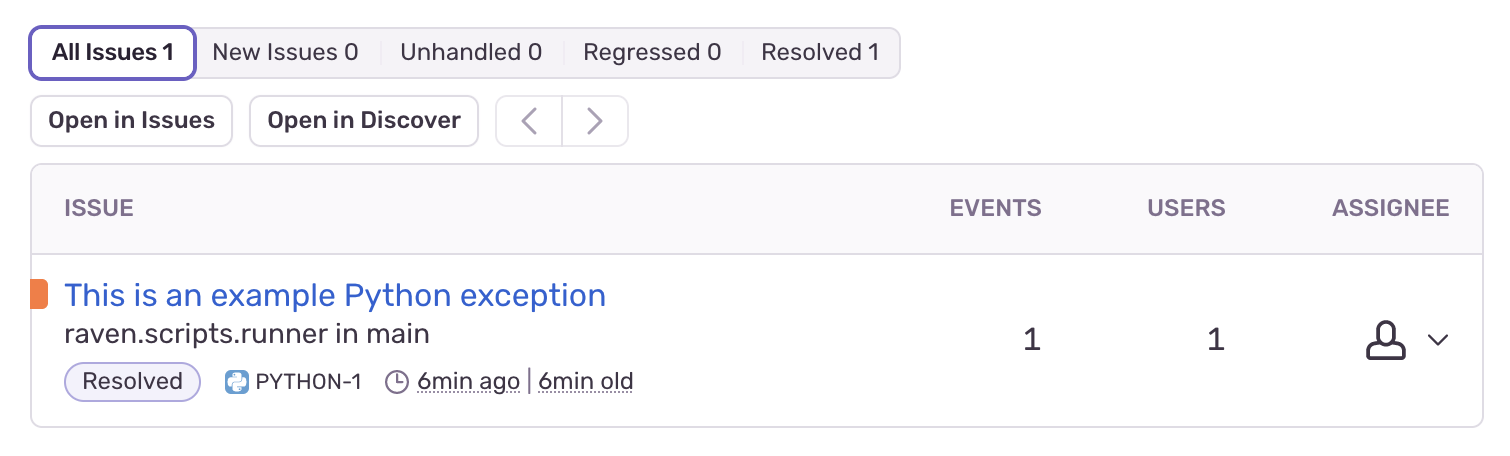 All Issues 1 New Issues 0 Unhandled 0 Regressed 0 Resolved 1
Open in Issues Open in Discover
ISSUE EVENTS USERS ASSIGNEE
This is an example Python exception
raven.scripts.runner in main
1 1
Resolved PYTHON-1 6min ago | 6min old